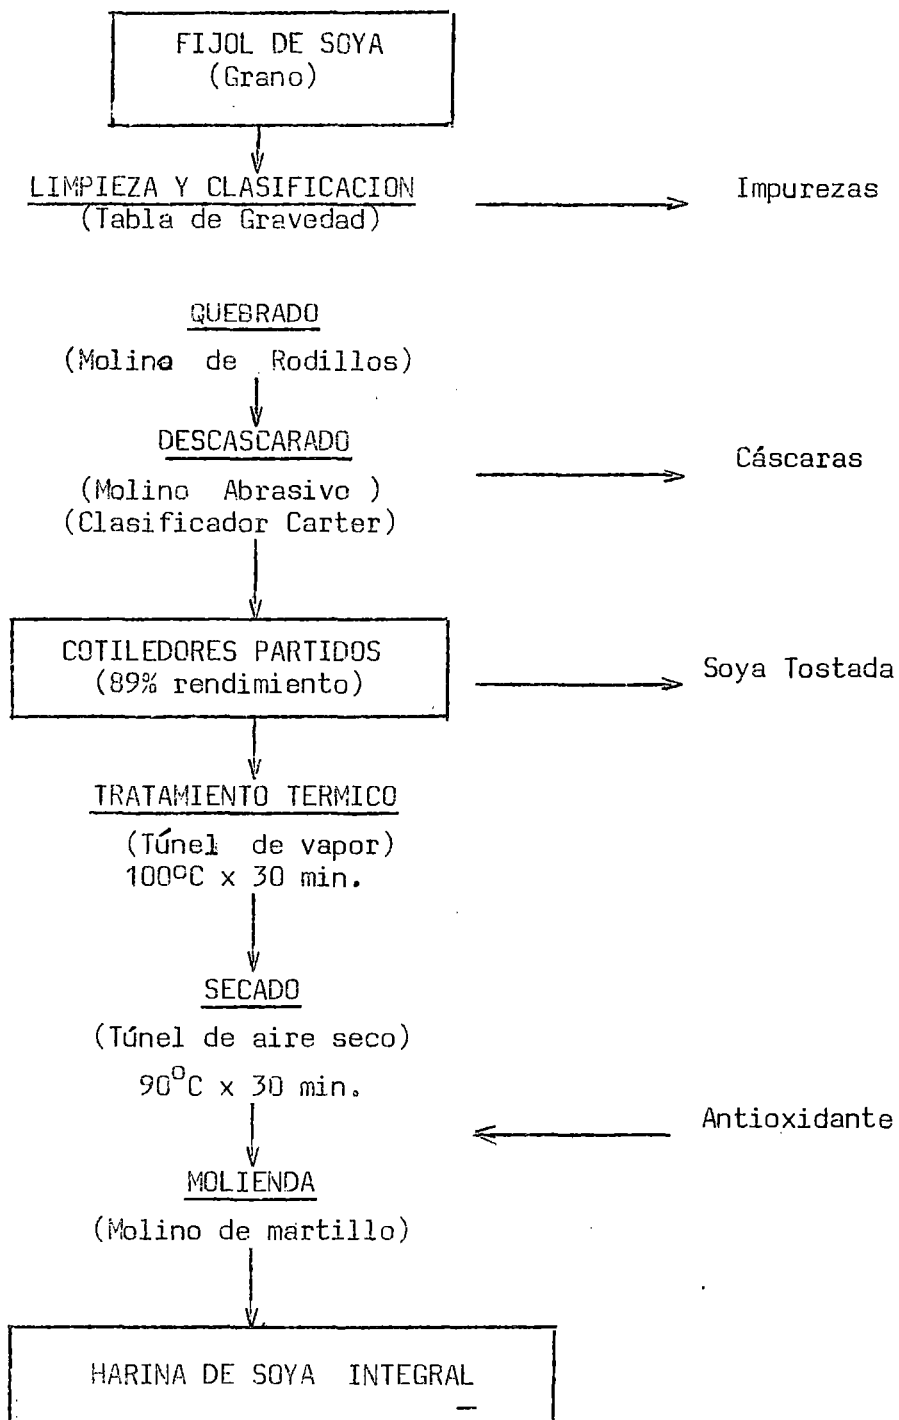 FIJOL DE SOYA
(Grano)
LIMPIEZA Y CLASIFICACION
(Tabla de Gravedad)
Impurezas
QUEBRADO
(Molino de Rodillos)
DESCASCARADO
(Molino Abrasivo )
(Clasificador Carter)
Cáscaras
COTILEDORES PARTIDOS
(89% rendimiento)
Soya Tostada
TRATAMIENTO TERMICO
(Túnel de vapor)
100ºC x 30 min.
SECADO
(Túnel de aire seco)
90ºC x 30 min.
Antioxidante
MOLIENDA
(Molino de martillo)
HARINA DE SOYA INTEGRAL